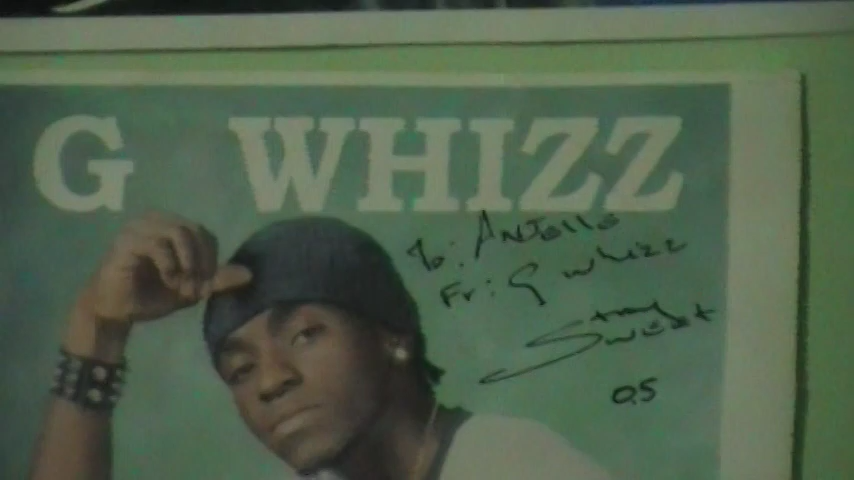 G WHIZZ
To: Antelle
Fr: G whizz
Stay
Sweet
05